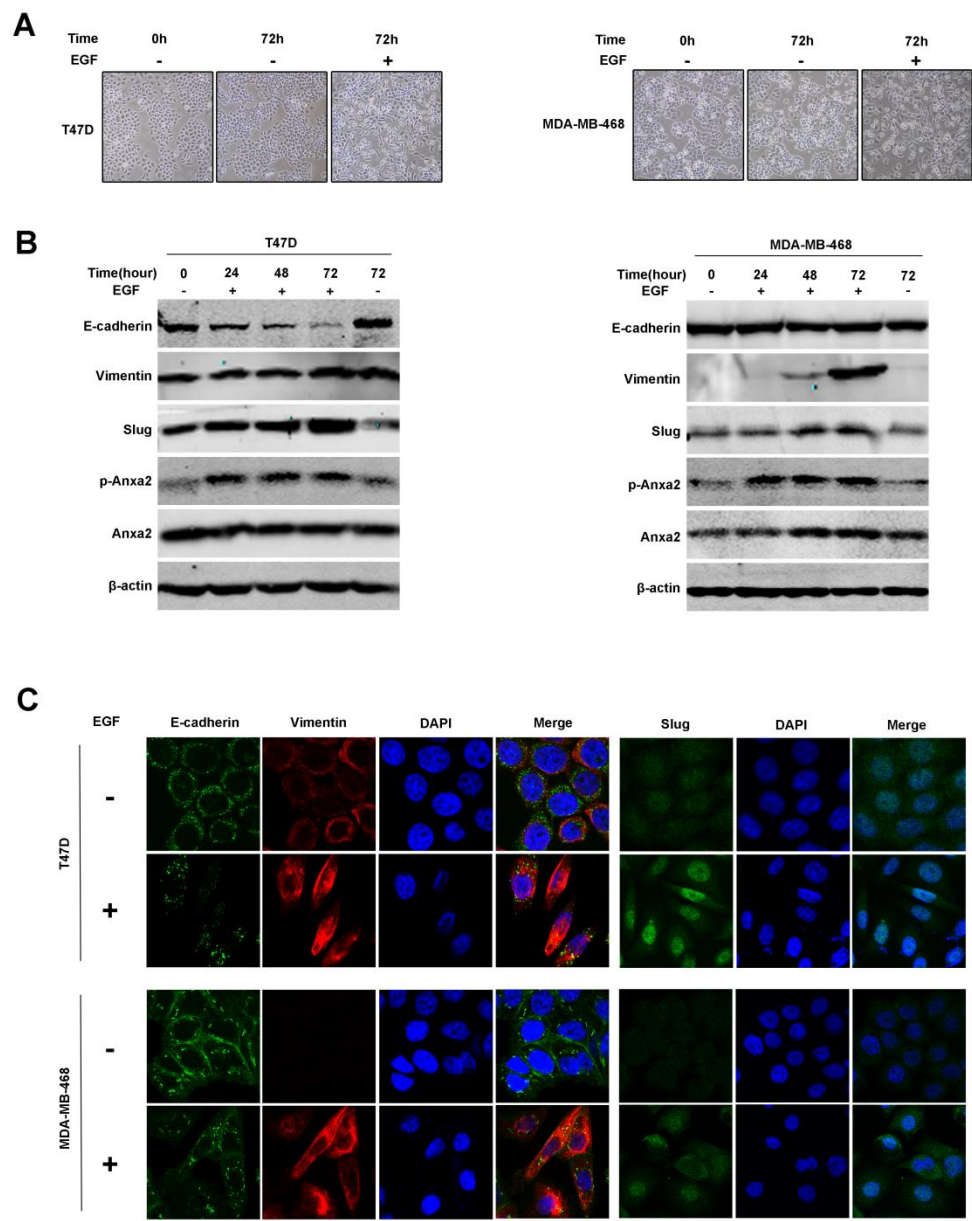 A
Time 0h 72h 72h
EGF - - +
T47D
Time 0h 72h 72h
EGF - - +
MDA-MB-468
B
T47D
Time(hour) 0 24 48 72 72
EGF - + + + -
E-cadherin
Vimentin
Slug
p-Anxa2
Anxa2
β-actin
MDA-MB-468
Time(hour) 0 24 48 72 72
EGF - + + + -
E-cadherin
Vimentin
Slug
p-Anxa2
Anxa2
β-actin
C
EGF E-cadherin Vimentin DAPI Merge Slug DAPI Merge
T47D
-
+
MDA-MB-468
-
+